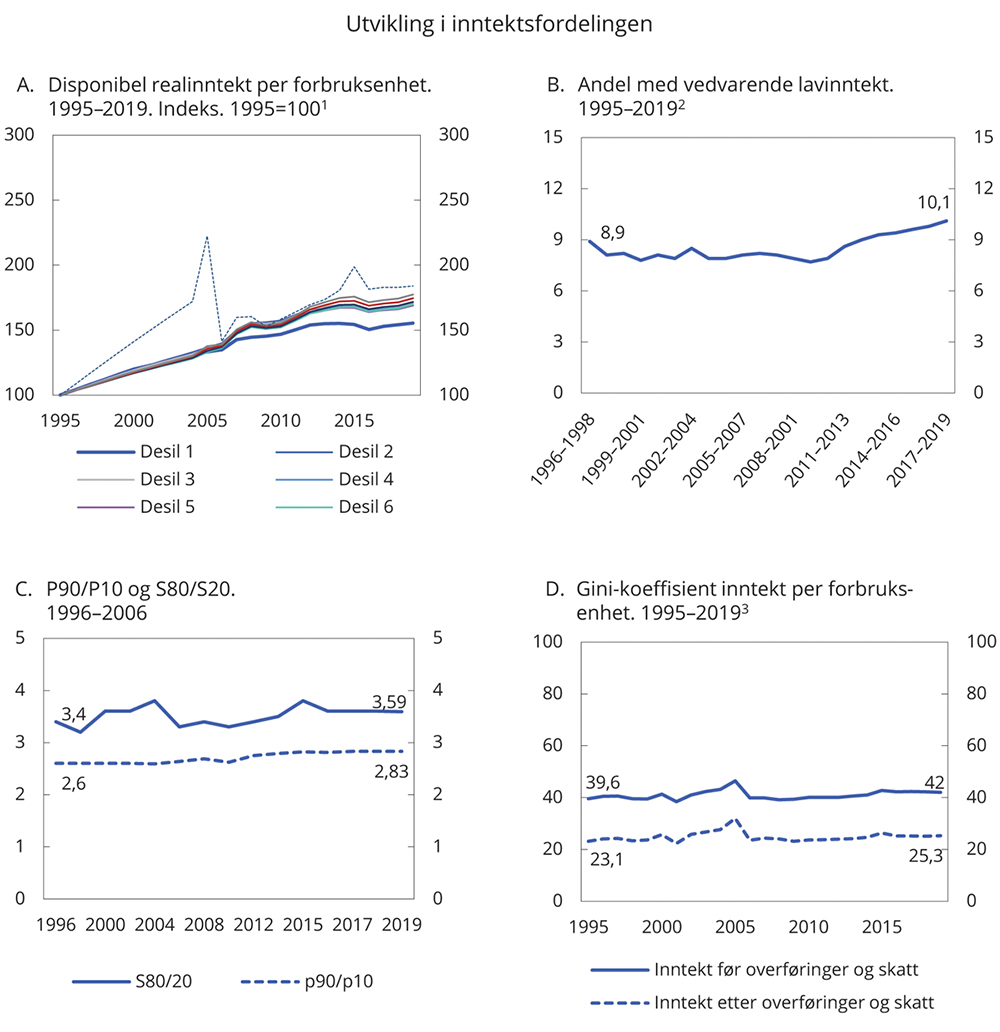 Utvikling i inntektsfordelingen
A. Disponibel realinntekt per forbruksenhet.
1995–2019. Indeks. 1995=100¹
300 300
250 250
200 200
150 150
100 100
1995 2000 2005 2010 2015
Desil 1 Desil 2
Desil 3 Desil 4
Desil 5 Desil 6
B. Andel med vedvarende lavinntekt.
1995–2019²
15 15
12 12
10,1
8,9
9 9
6 6
3 3
0 0
1996–1998 1999–2001 2002–2004 2005–2007 2008–2011 2011–2013 2014–2016 2017–2019
C. P90/P10 og S80/S20.
1996–2006
5 5
4 4
3,4 3,59
3 3
2,6 2,83
2 2
1 1
0 0
1996 2000 2004 2008 2012 2015 2017 2019
S80/20 p90/p10
D. Gini-koeffisient inntekt per forbruks-
enhet. 1995–2019³
100 100
80 80
60 60
39,6 42
40 40
23,1 25,3
20 20
0 0
1995 2000 2005 2010 2015
Inntekt før overføringer og skatt
Inntekt etter overføringer og skatt